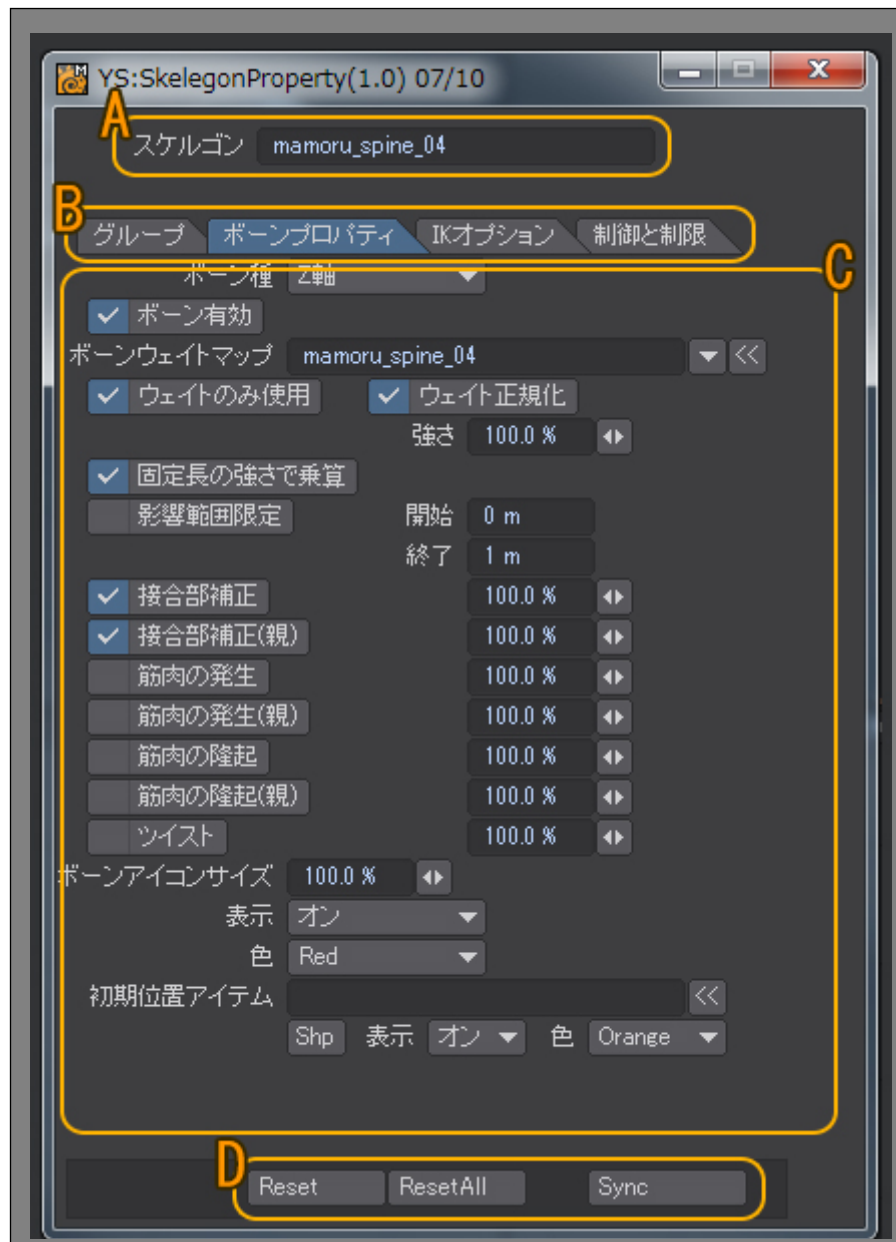 YS:SkelegonProperty(1.0) 07/10
A
スケルゴン mamoru_spine_04
B
グループ ボーンプロパティ IKオプション 制御と制限
C
ボーン種 Z軸
ボーン有効
ボーンウェイトマップ mamoru_spine_04 <<
ウェイトのみ使用 ウェイト正規化
強さ 100.0 %
固定長の強さで乗算
影響範囲限定 開始 0 m
終了 1 m
接合部補正 100.0 %
接合部補正(親) 100.0 %
筋肉の発生 100.0 %
筋肉の発生(親) 100.0 %
筋肉の隆起 100.0 %
筋肉の隆起(親) 100.0 %
ツイスト 100.0 %
ボーンアイコンサイズ 100.0 %
表示 オン
色 Red
初期位置アイテム <<
Shp 表示 オン 色 Orange
D
Reset ResetAll Sync